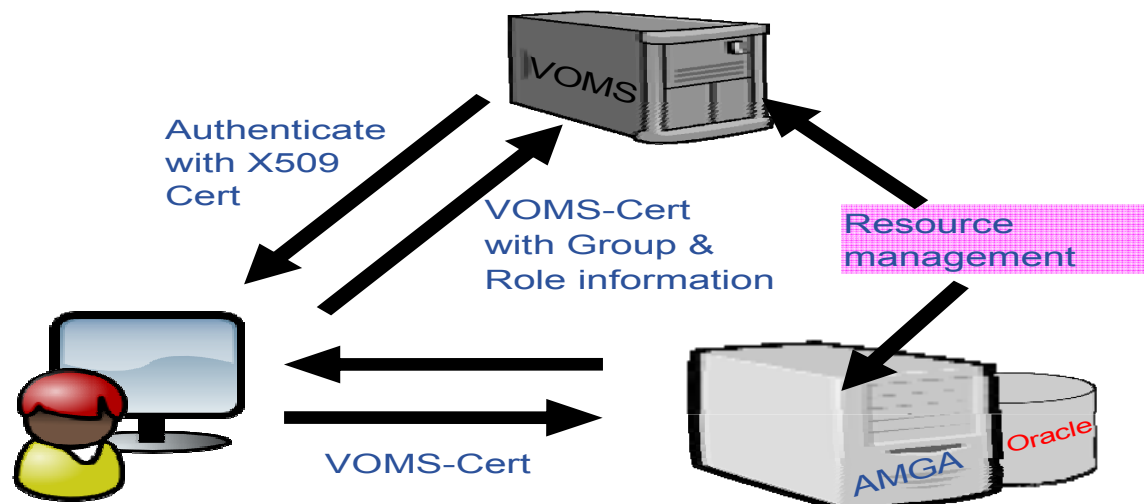 VOMS
Authenticate
with X509
Cert
VOMS-Cert
with Group &
Role information
Resource
management
VOMS-Cert
AMGA
Oracle